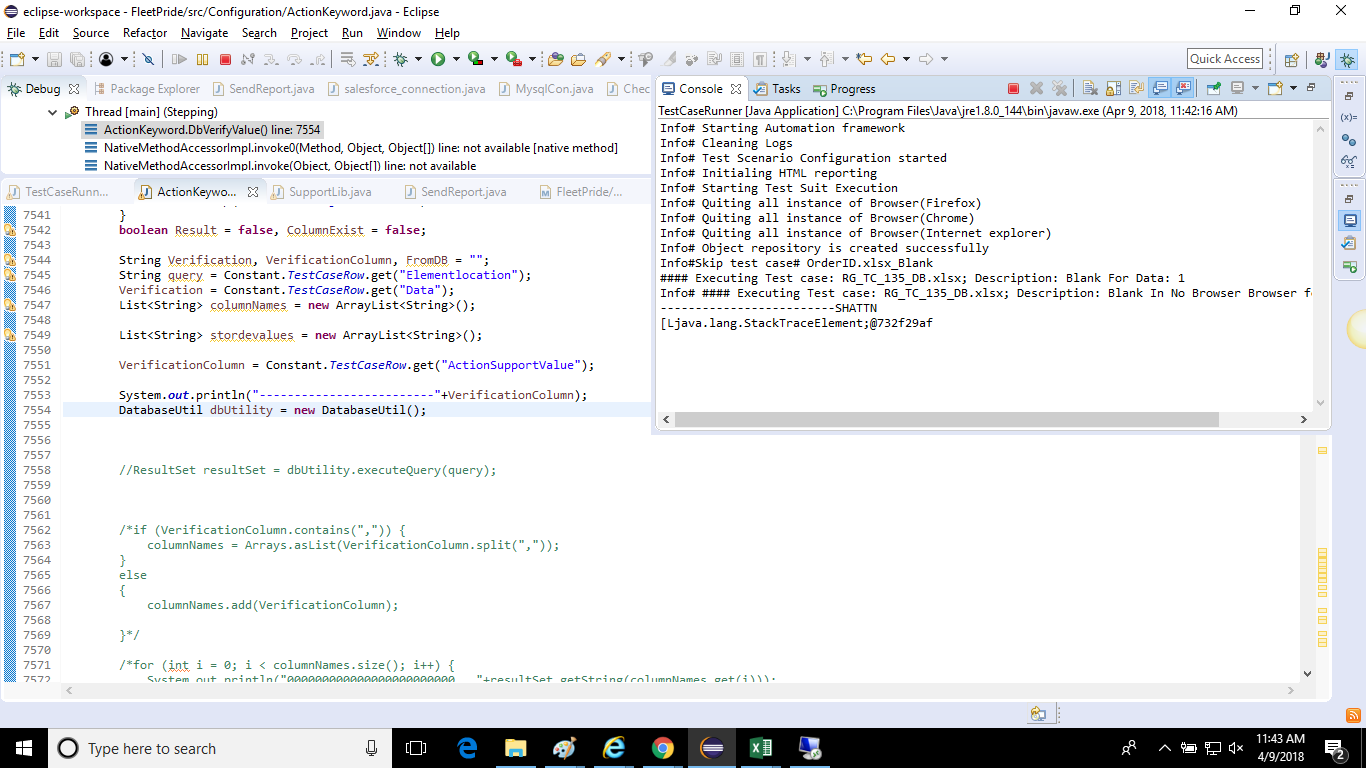 eclipse-workspace - FleetPride/src/Configuration/ActionKeyword.java - Eclipse
File Edit Source Refactor Navigate Search Project Run Window Help
Quick Access
Debug Package Explorer SendReport.java salesforce_connection.java MysqlCon.java Chec
Thread [main] (Stepping)
ActionKeyword.DbVerifyValue() line: 7554
NativeMethodAccessorImpl.invoke0(Method, Object, Object[]) line: not available [native method]
NativeMethodAccessorImpl.invoke(Object, Object[]) line: not available
Console Tasks Progress
TestCaseRunner [Java Application] C:\Program Files\Java\jre1.8.0_144\bin\javaw.exe (Apr 9, 2018, 11:42:16 AM)
Info# Starting Automation framework
Info# Cleaning Logs
Info# Test Scenario Configuration started
Info# Initialing HTML reporting
Info# Starting Test Suit Execution
Info# Quiting all instance of Browser(Firefox)
Info# Quiting all instance of Browser(Chrome)
Info# Quiting all instance of Browser(Internet explorer)
Info# Object repository is created successfully
Info#Skip test case# OrderID.xlsx_Blank
#### Executing Test case: RG_TC_135_DB.xlsx; Description: Blank For Data: 1
Info# #### Executing Test case: RG_TC_135_DB.xlsx; Description: Blank In No Browser Browser fo
-------------------------SHATTN
[Ljava.lang.StackTraceElement;@732f29af
TestCaseRunn... ActionKeywo... SupportLib.java SendReport.java FleetPride/...
7541 }
7542 boolean Result = false, ColumnExist = false;
7543
7544 String Verification, VerificationColumn, FromDB = "";
7545 String query = Constant.TestCaseRow.get("Elementlocation");
7546 Verification = Constant.TestCaseRow.get("Data");
7547 List<String> columnNames = new ArrayList<String>();
7548
7549 List<String> stordevalues = new ArrayList<String>();
7550
7551 VerificationColumn = Constant.TestCaseRow.get("ActionSupportValue");
7552
7553 System.out.println("-------------------------"+VerificationColumn);
7554 DatabaseUtil dbUtility = new DatabaseUtil();
7555
7556
7557
7558 //ResultSet resultSet = dbUtility.executeQuery(query);
7559
7560
7561
7562 /*if (VerificationColumn.contains(",")) {
7563 columnNames = Arrays.asList(VerificationColumn.split(","));
7564 }
7565 else
7566 {
7567 columnNames.add(VerificationColumn);
7568
7569 }*/
7570
7571 /*for (int i = 0; i < columnNames.size(); i++) {
7572 "+resultSet.getString(columnNames.get(i)));
Type here to search
11:43 AM
4/9/2018
2